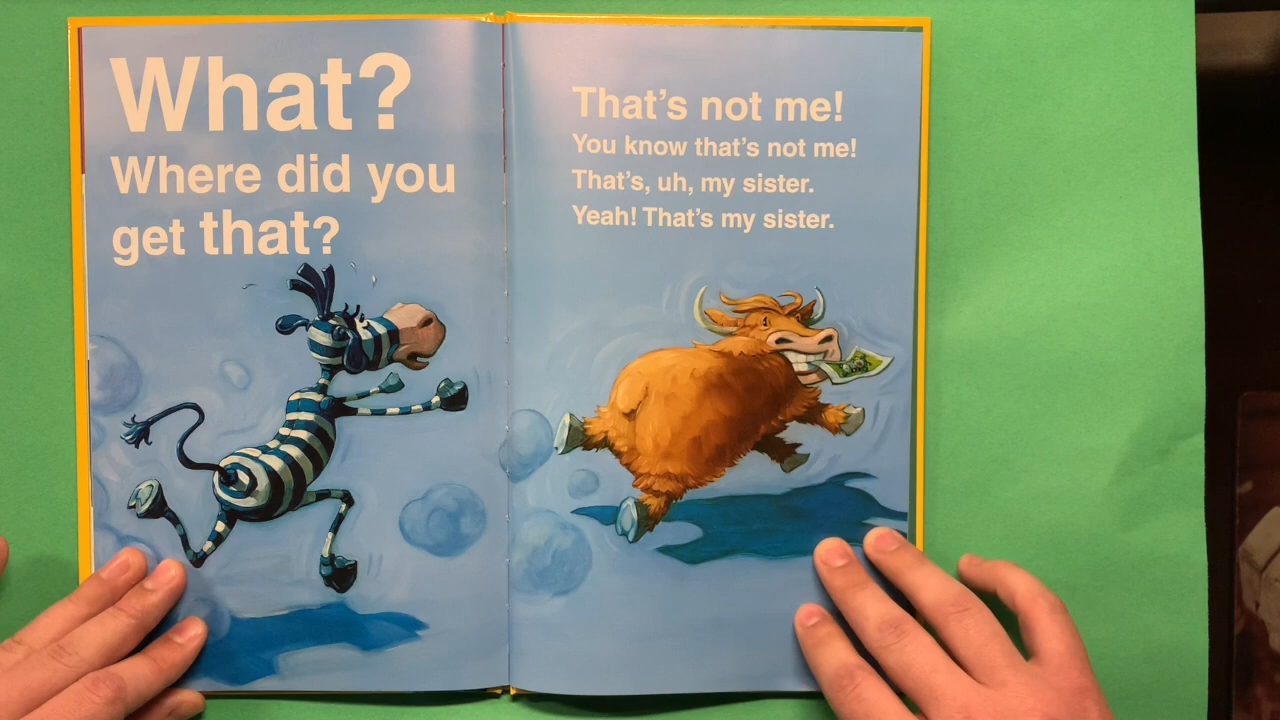 What?
Where did you
get that?
That's not me!
You know that's not me!
That's, uh, my sister.
Yeah! That's my sister.